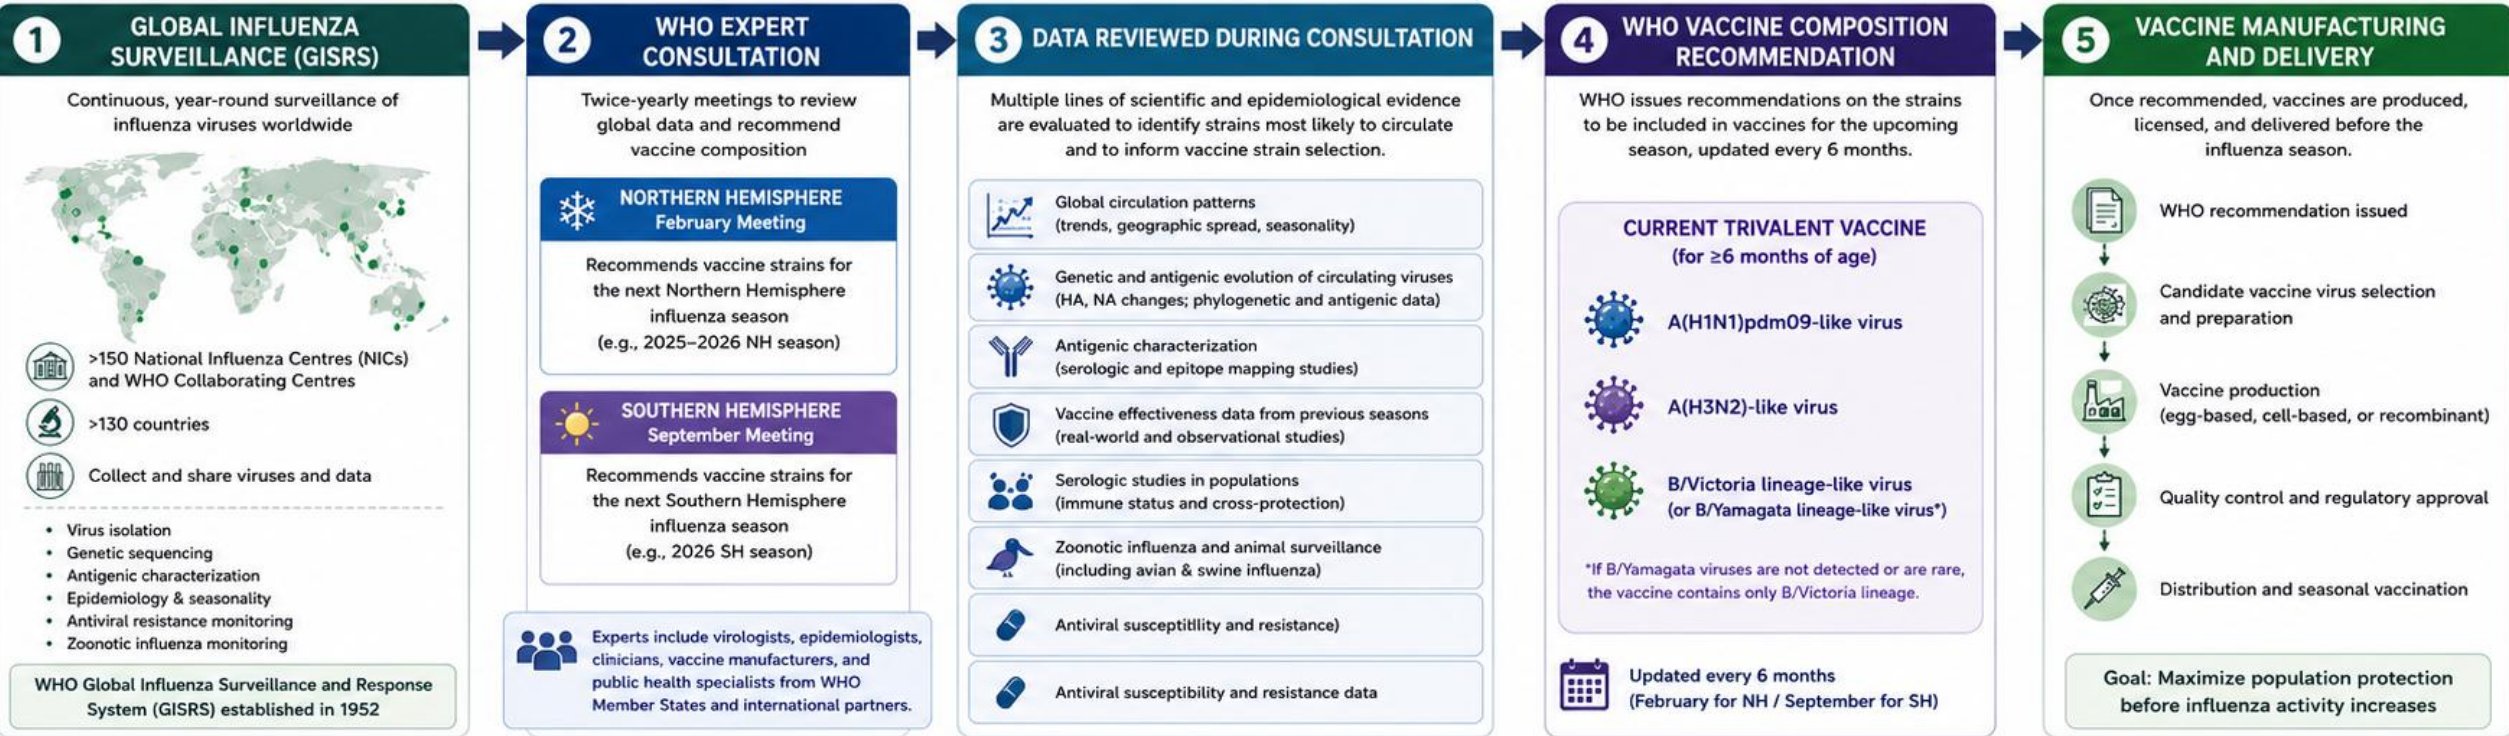 1
GLOBAL INFLUENZA
SURVEILLANCE (GISRS)
Continuous, year-round surveillance of
influenza viruses worldwide
>150 National Influenza Centres (NICs)
and WHO Collaborating Centres
>130 countries
Collect and share viruses and data
• Virus isolation
• Genetic sequencing
• Antigenic characterization
• Epidemiology & seasonality
• Antiviral resistance monitoring
• Zoonotic influenza monitoring
WHO Global Influenza Surveillance and Response
System (GISRS) established in 1952
2
WHO EXPERT
CONSULTATION
Twice-yearly meetings to review
global data and recommend
vaccine composition
NORTHERN HEMISPHERE
February Meeting
Recommends vaccine strains for
the next Northern Hemisphere
influenza season
(e.g., 2025–2026 NH season)
SOUTHERN HEMISPHERE
September Meeting
Recommends vaccine strains for
the next Southern Hemisphere
influenza season
(e.g., 2026 SH season)
Experts include virologists, epidemiologists,
clinicians, vaccine manufacturers, and
public health specialists from WHO
Member States and international partners.
3
DATA REVIEWED DURING CONSULTATION
Multiple lines of scientific and epidemiological evidence
are evaluated to identify strains most likely to circulate
and to inform vaccine strain selection.
Global circulation patterns
(trends, geographic spread, seasonality)
Genetic and antigenic evolution of circulating viruses
(HA, NA changes; phylogenetic and antigenic data)
Antigenic characterization
(serologic and epitope mapping studies)
Vaccine effectiveness data from previous seasons
(real-world and observational studies)
Serologic studies in populations
(immune status and cross-protection)
Zoonotic influenza and animal surveillance
(including avian & swine influenza)
Antiviral susceptitlility and resistance)
Antiviral susceptibility and resistance data
4
WHO VACCINE COMPOSITION
RECOMMENDATION
WHO issues recommendations on the strains
to be included in vaccines for the upcoming
season, updated every 6 months.
CURRENT TRIVALENT VACCINE
(for ≥6 months of age)
A(H1N1)pdm09-like virus
A(H3N2)-like virus
B/Victoria lineage-like virus
(or B/Yamagata lineage-like virus*)
*If B/Yamagata viruses are not detected or are rare,
the vaccine contains only B/Victoria lineage.
Updated every 6 months
(February for NH / September for SH)
5
VACCINE MANUFACTURING
AND DELIVERY
Once recommended, vaccines are produced,
licensed, and delivered before the
influenza season.
WHO recommendation issued
Candidate vaccine virus selection
and preparation
Vaccine production
(egg-based, cell-based, or recombinant)
Quality control and regulatory approval
Distribution and seasonal vaccination
Goal: Maximize population protection
before influenza activity increases